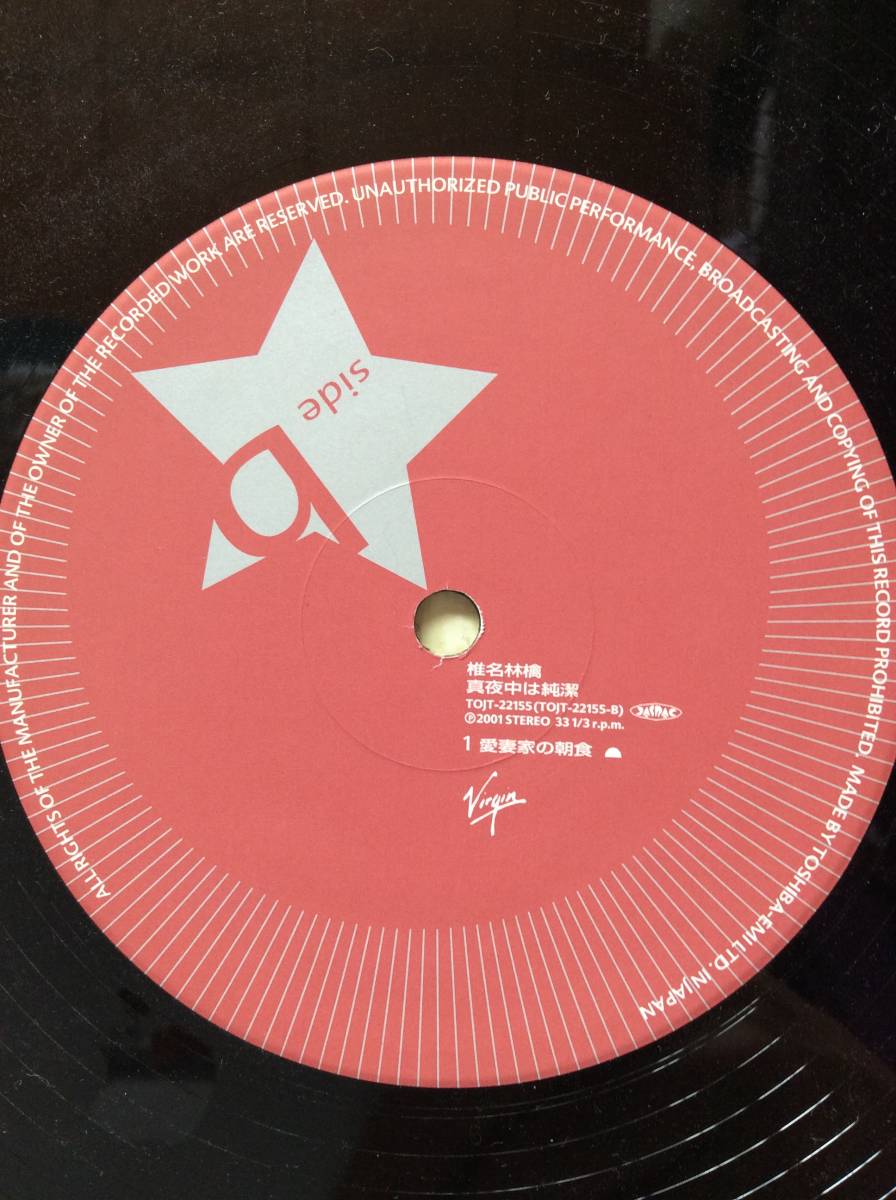 ALL RIGHTS OF THE MANUFACTURER AND OF THE OWNER OF THE RECORDED WORK ARE RESERVED. UNAUTHORIZED PUBLIC PERFORMANCE, BROADCASTING AND COPYING OF THIS RECORD PROHIBITED. MADE BY TOSHIBA-EMI LTD. IN JAPAN
side
b
椎名林檎
真夜中は純潔
TOJT-22155 (TOJT-22155-B) JASRAC
℗2001 STEREO 33 1/3 r.p.m.
1 愛妻家の朝食
Virgin